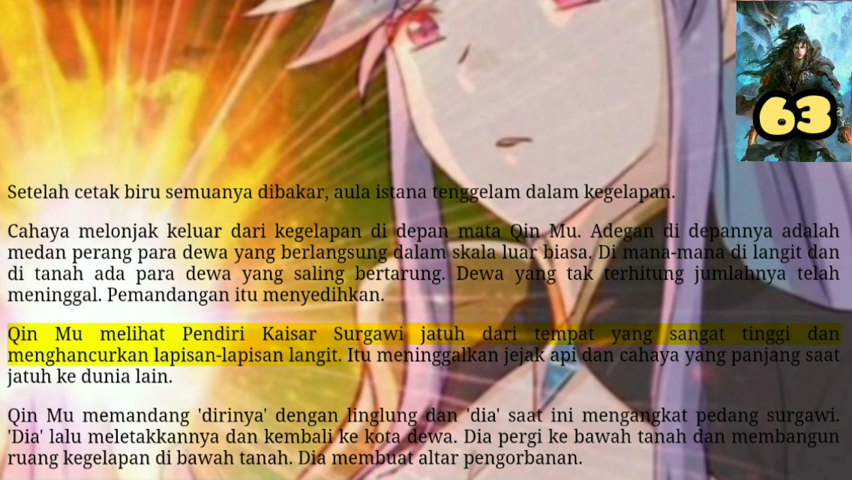 63
Setelah cetak biru semuanya dibakar, aula istana tenggelam dalam kegelapan.
Cahaya melonjak keluar dari kegelapan di depan mata Qin Mu. Adegan di depannya adalah
medan perang para dewa yang berlangsung dalam skala luar biasa. Di mana-mana di langit dan
di tanah ada para dewa yang saling bertarung. Dewa yang tak terhitung jumlahnya telah
meninggal. Pemandangan itu menyedihkan.
Qin Mu melihat Pendiri Kaisar Surgawi jatuh dari tempat yang sangat tinggi dan
menghancurkan lapisan-lapisan langit. Itu meninggalkan jejak api dan cahaya yang panjang saat
jatuh ke dunia lain.
Qin Mu memandang 'dirinya' dengan linglung dan 'dia' saat ini mengangkat pedang surgawi.
'Dia' lalu meletakkannya dan kembali ke kota dewa. Dia pergi ke bawah tanah dan membangun
ruang kegelapan di bawah tanah. Dia membuat altar pengorbanan.